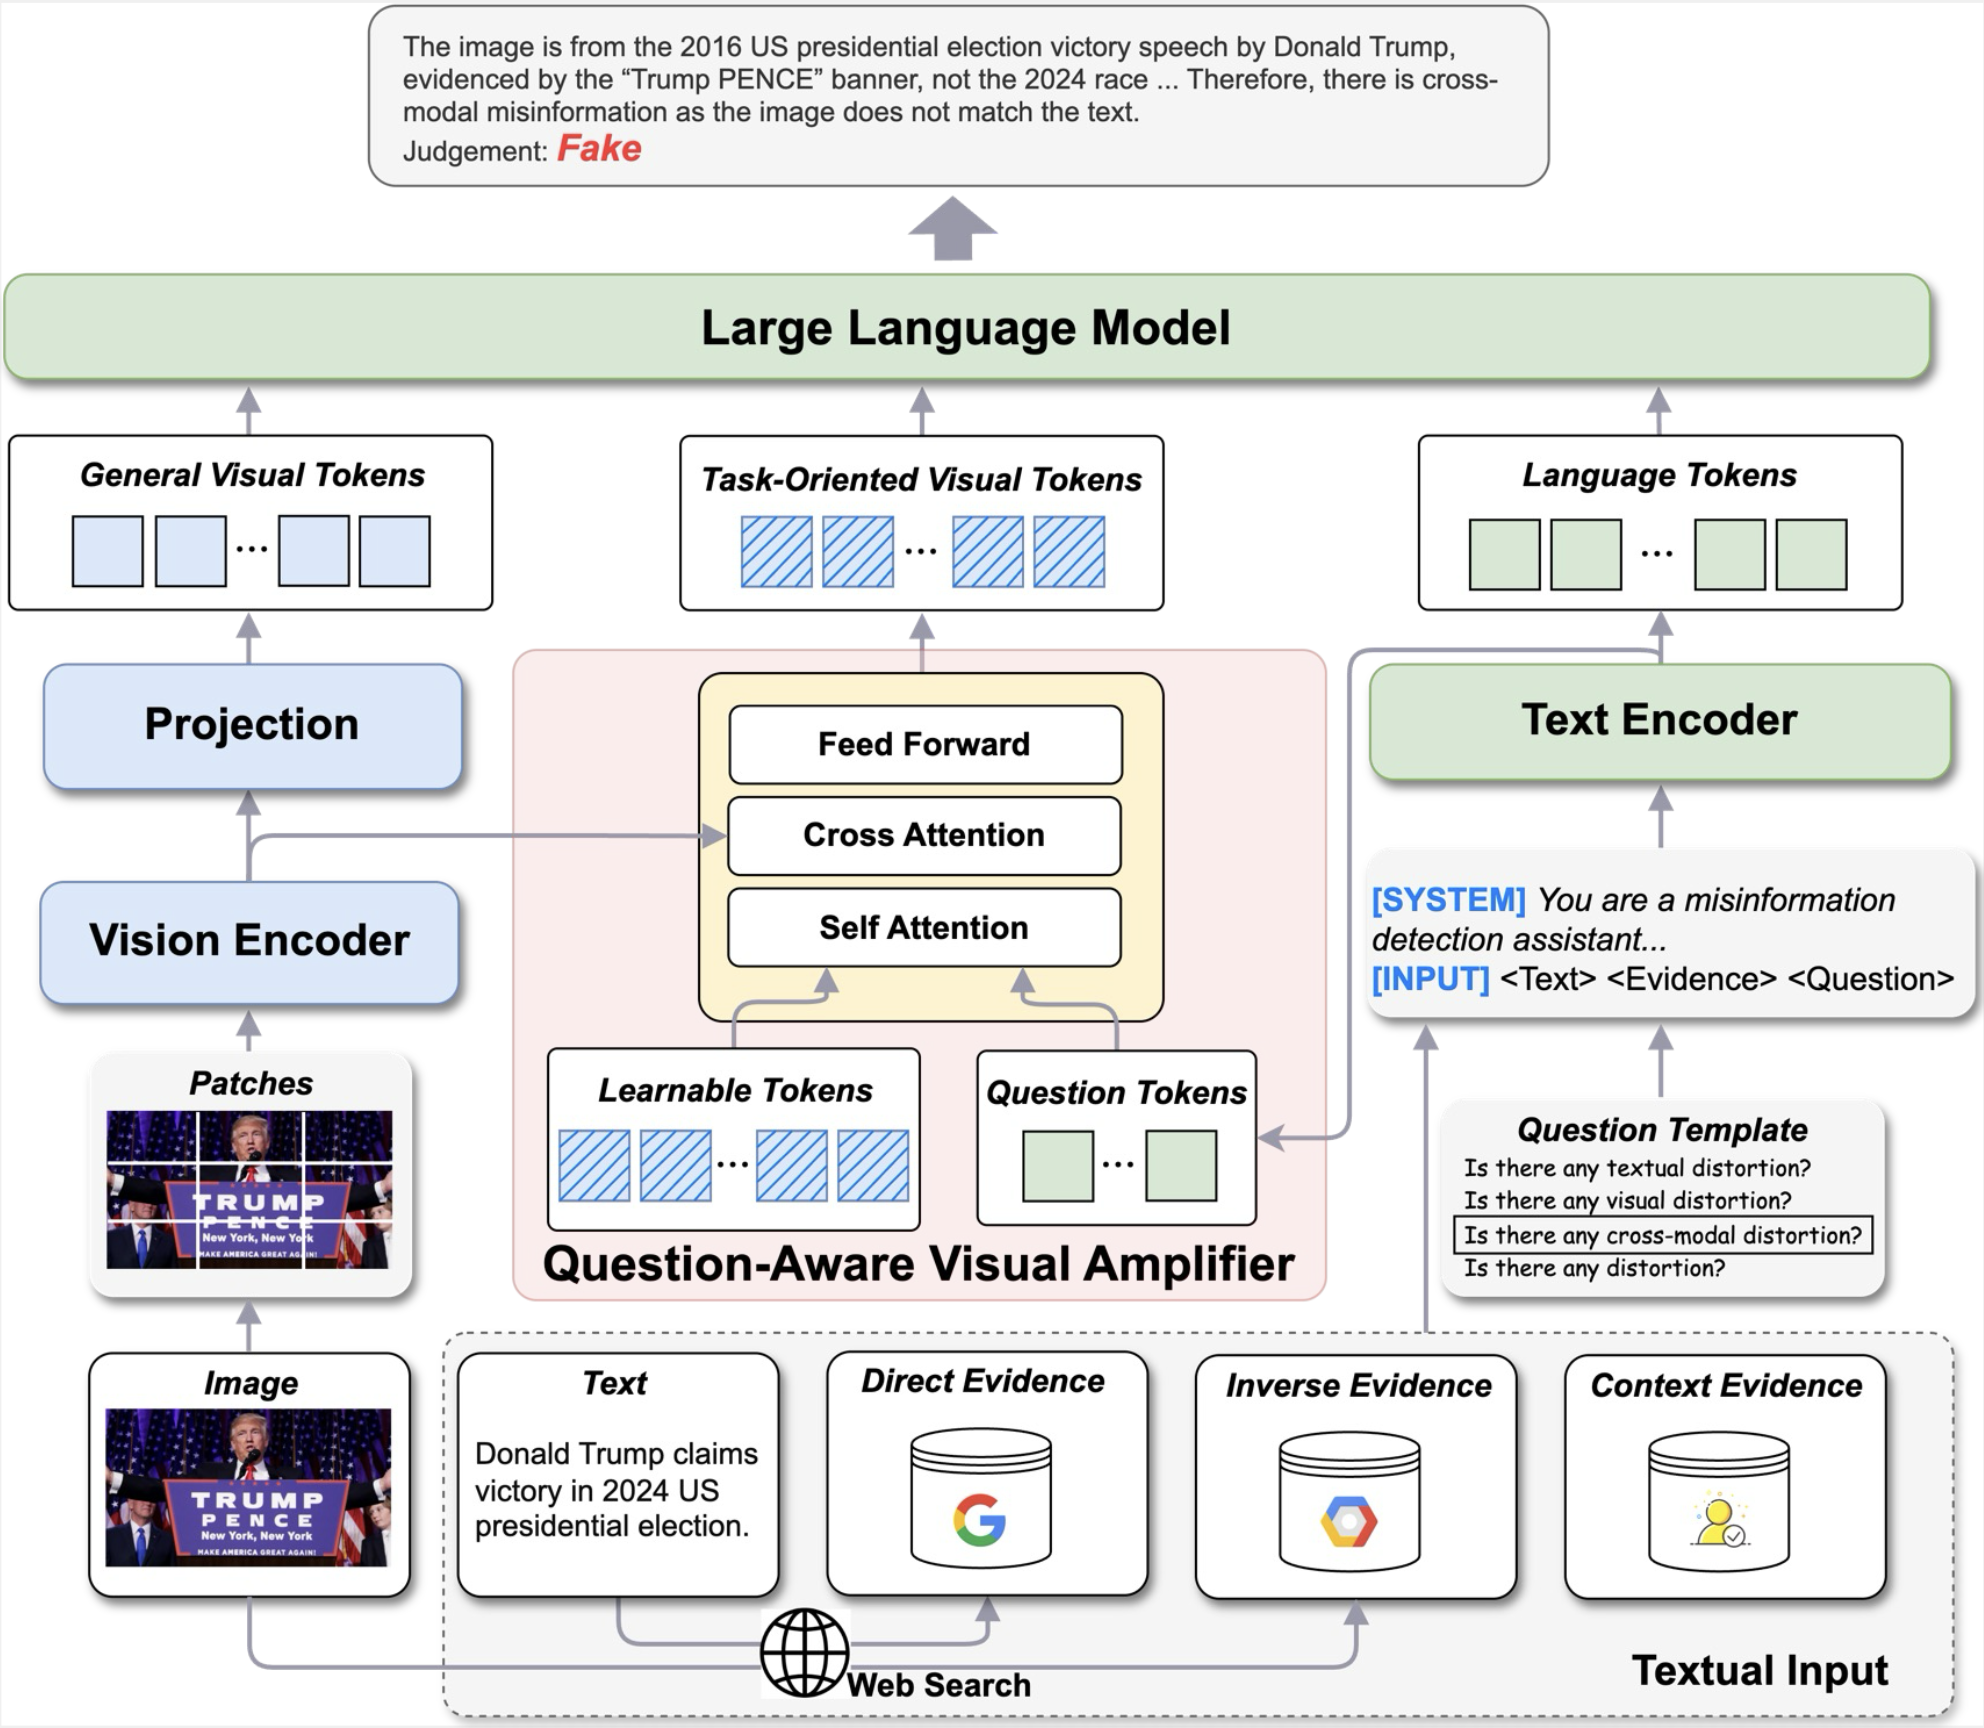 The image is from the 2016 US presidential election victory speech by Donald Trump,
evidenced by the “Trump PENCE” banner, not the 2024 race ... Therefore, there is cross-
modal misinformation as the image does not match the text.
Judgement: Fake
Large Language Model
General Visual Tokens
...
Task-Oriented Visual Tokens
...
Language Tokens
...
Projection
Feed Forward
Cross Attention
Self Attention
Text Encoder
Vision Encoder
[SYSTEM] You are a misinformation
detection assistant...
[INPUT] <Text> <Evidence> <Question>
Patches
TRUMP
PENCE
New York, New York
MAKE AMERICA GREAT AGAIN!
Learnable Tokens
...
Question Tokens
...
Question-Aware Visual Amplifier
Question Template
Is there any textual distortion?
Is there any visual distortion?
Is there any cross-modal distortion?
Is there any distortion?
Image
TRUMP
PENCE
New York, New York
MAKE AMERICA GREAT AGAIN!
Text
Donald Trump claims
victory in 2024 US
presidential election.
Direct Evidence
G
Inverse Evidence
Context Evidence
Web Search
Textual Input